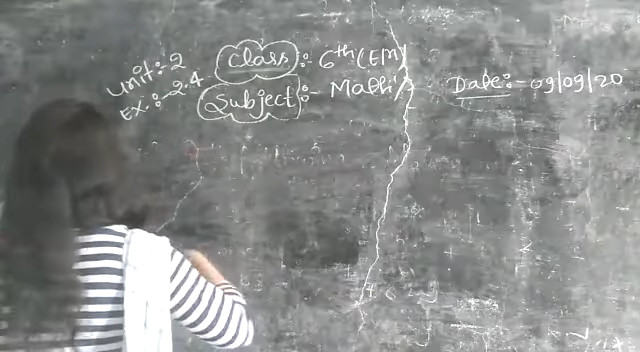 Unit:-2
Ex.:-2.4
Class:- 6th (EM)
Subject:- Maths
Date:-09/09/20